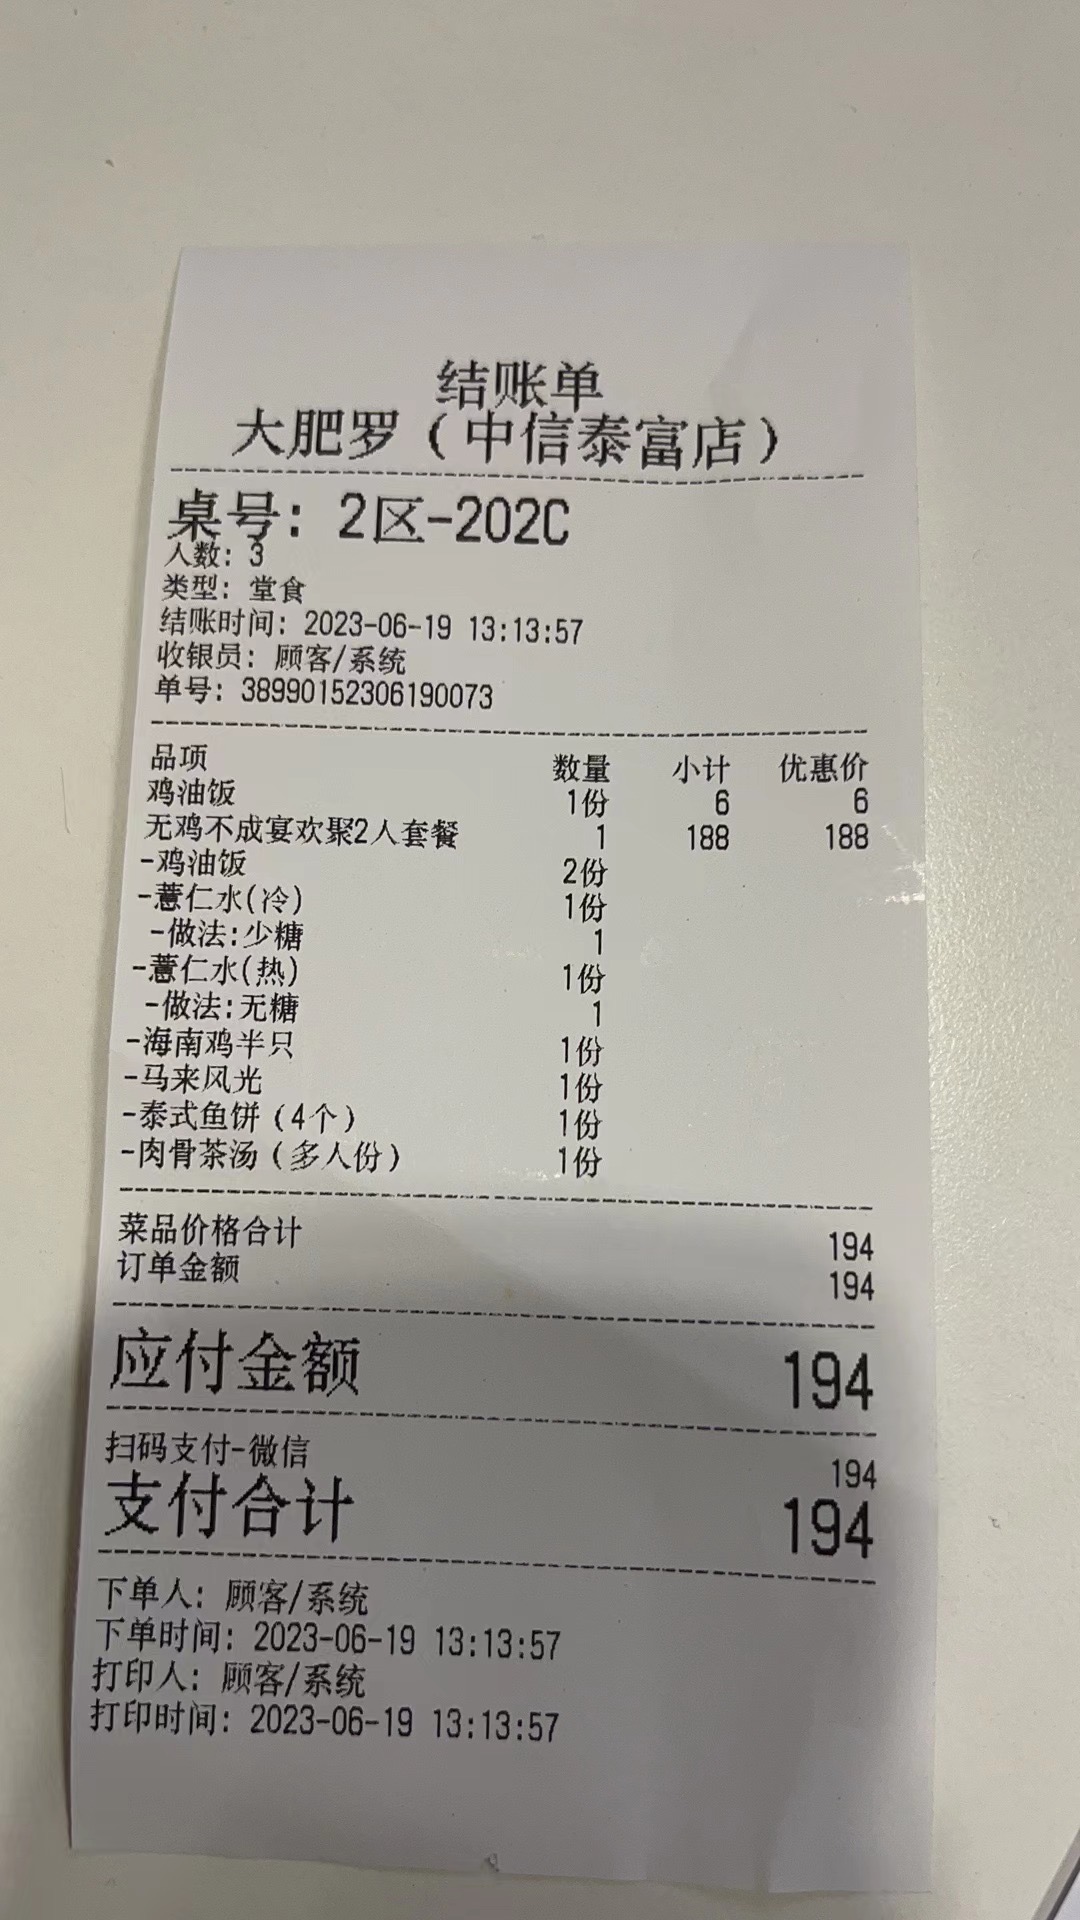 结账单
大肥罗（中信泰富店）
桌号: 2区-202C
人数: 3
类型: 堂食
结账时间: 2023-06-19 13:13:57
收银员: 顾客/系统
单号: 38990152306190073
品项 数量 小计 优惠价
鸡油饭 1份 6 6
无鸡不成宴欢聚2人套餐 1 188 188
-鸡油饭 2份
-薏仁水(冷) 1份
-做法:少糖 1
-薏仁水(热) 1份
-做法:无糖 1
-海南鸡半只 1份
-马来风光 1份
-泰式鱼饼（4个） 1份
-肉骨茶汤（多人份） 1份
菜品价格合计 194
订单金额 194
应付金额 194
扫码支付-微信 194
支付合计 194
下单人: 顾客/系统
下单时间: 2023-06-19 13:13:57
打印人: 顾客/系统
打印时间: 2023-06-19 13:13:57